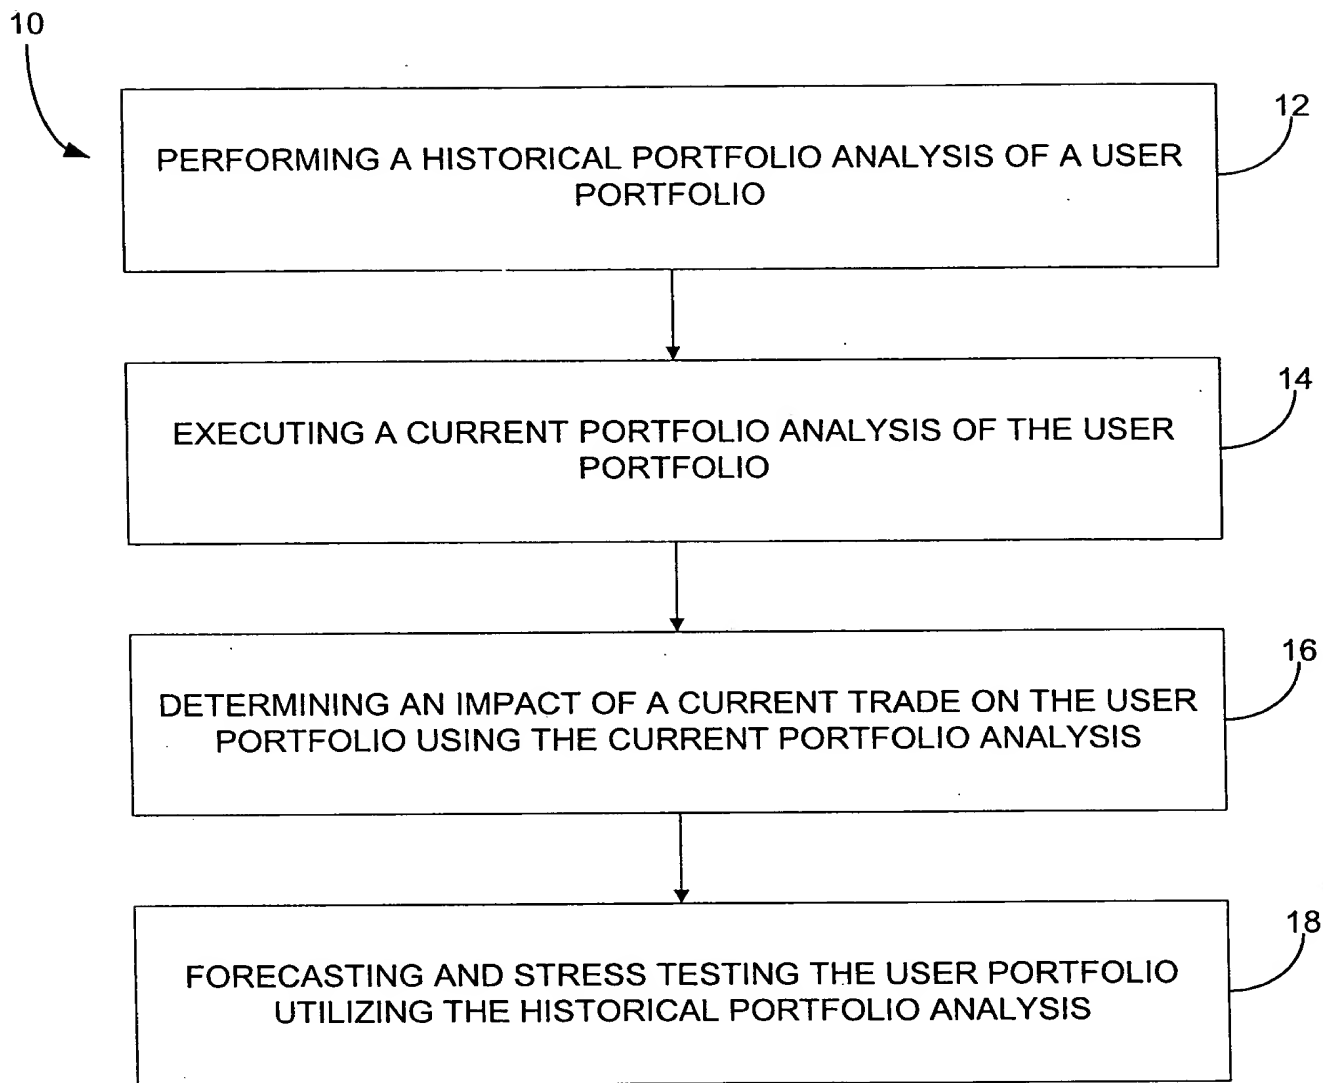 10
12
PERFORMING A HISTORICAL PORTFOLIO ANALYSIS OF A USER
PORTFOLIO
14
EXECUTING A CURRENT PORTFOLIO ANALYSIS OF THE USER
PORTFOLIO
16
DETERMINING AN IMPACT OF A CURRENT TRADE ON THE USER
PORTFOLIO USING THE CURRENT PORTFOLIO ANALYSIS
18
FORECASTING AND STRESS TESTING THE USER PORTFOLIO
UTILIZING THE HISTORICAL PORTFOLIO ANALYSIS